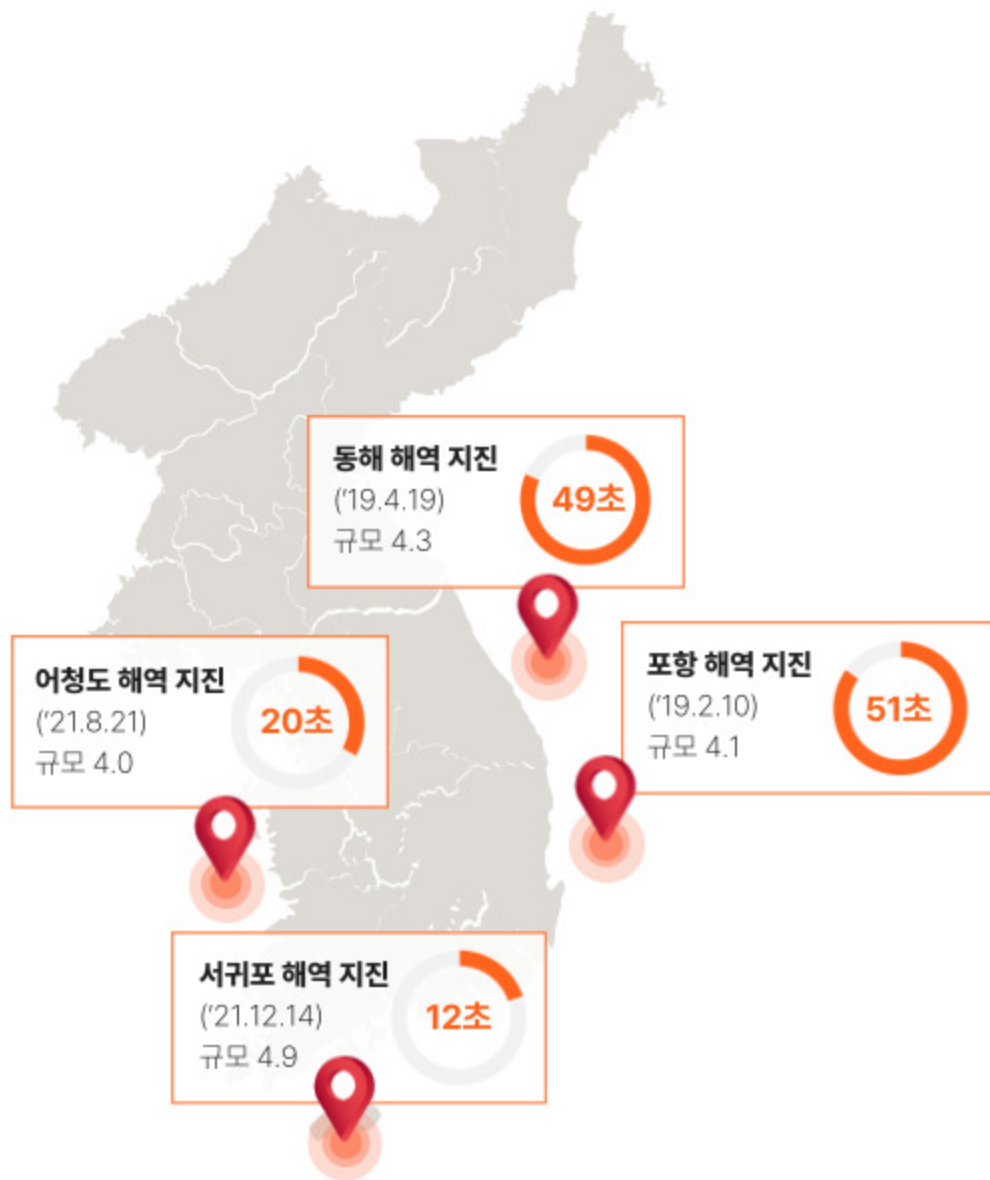 동해 해역 지진
('19.4.19)
규모 4.3
49초
어청도 해역 지진
('21.8.21)
규모 4.0
20초
포항 해역 지진
('19.2.10)
규모 4.1
51초
서귀포 해역 지진
('21.12.14)
규모 4.9
12초